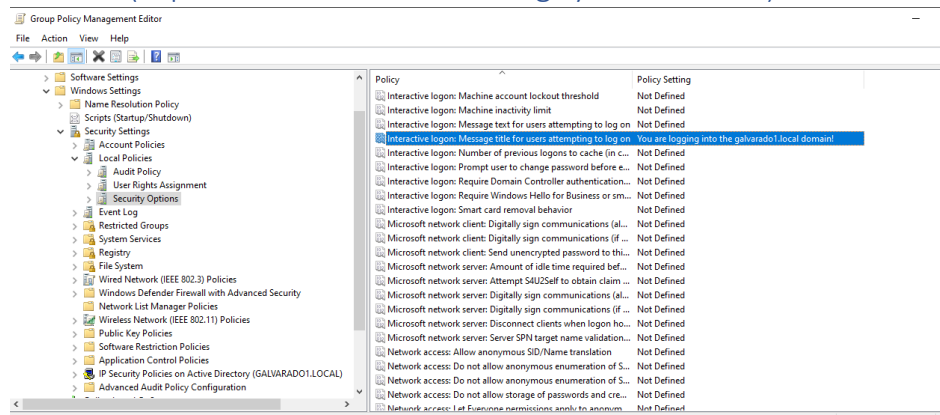 Group Policy Management Editor
File Action View Help
Software Settings
Windows Settings
Name Resolution Policy
Scripts (Startup/Shutdown)
Security Settings
Account Policies
Local Policies
Audit Policy
User Rights Assignment
Security Options
Event Log
Restricted Groups
System Services
Registry
File System
Wired Network (IEEE 802.3) Policies
Windows Defender Firewall with Advanced Security
Network List Manager Policies
Wireless Network (IEEE 802.11) Policies
Public Key Policies
Software Restriction Policies
Application Control Policies
IP Security Policies on Active Directory (GALVARADO1.LOCAL)
Advanced Audit Policy Configuration
Policy Policy Setting
Interactive logon: Machine account lockout threshold Not Defined
Interactive logon: Machine inactivity limit Not Defined
Interactive logon: Message text for users attempting to log on Not Defined
Interactive logon: Message title for users attempting to log on You are logging into the galvarado1.local domain!
Interactive logon: Number of previous logons to cache (in c... Not Defined
Interactive logon: Prompt user to change password before e... Not Defined
Interactive logon: Require Domain Controller authentication... Not Defined
Interactive logon: Require Windows Hello for Business or sm... Not Defined
Interactive logon: Smart card removal behavior Not Defined
Microsoft network client: Digitally sign communications (al... Not Defined
Microsoft network client: Digitally sign communications (if ... Not Defined
Microsoft network client: Send unencrypted password to thi... Not Defined
Microsoft network server: Amount of idle time required bef... Not Defined
Microsoft network server: Attempt S4U2Self to obtain claim ... Not Defined
Microsoft network server: Digitally sign communications (al... Not Defined
Microsoft network server: Digitally sign communications (if ... Not Defined
Microsoft network server: Disconnect clients when logon ho... Not Defined
Microsoft network server: Server SPN target name validation... Not Defined
Network access: Allow anonymous SID/Name translation Not Defined
Network access: Do not allow anonymous enumeration of S... Not Defined
Network access: Do not allow anonymous enumeration of S... Not Defined
Network access: Do not allow storage of passwords and cre... Not Defined
Network access: Let Everyone permissions apply to anonym... Not Defined